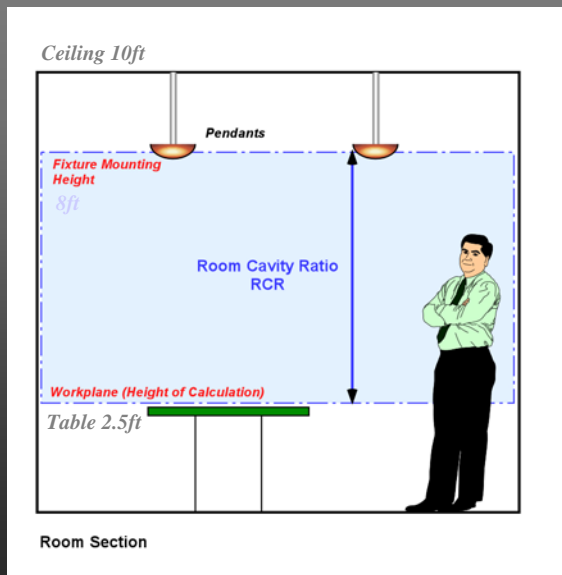 Ceiling 10ft
Pendants
Fixture Mounting
Height
8ft
Room Cavity Ratio
RCR
Workplane (Height of Calculation)
Table 2.5ft
Room Section